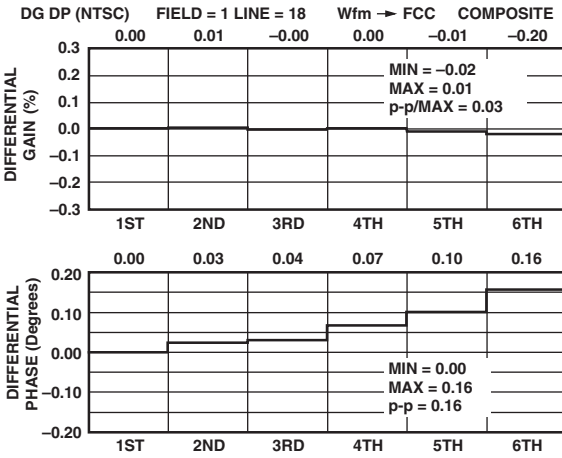 DG DP (NTSC) FIELD = 1 LINE = 18 Wfm → FCC COMPOSITE
0.00 0.01 –0.00 0.00 –0.01 –0.20
DIFFERENTIAL
GAIN (%)
0.3
0.2
0.1
0.0
–0.1
–0.2
–0.3
MIN = –0.02
MAX = 0.01
p-p/MAX = 0.03
1ST 2ND 3RD 4TH 5TH 6TH
0.00 0.03 0.04 0.07 0.10 0.16
DIFFERENTIAL
PHASE (Degrees)
0.20
0.10
0.00
–0.10
–0.20
MIN = 0.00
MAX = 0.16
p-p = 0.16
1ST 2ND 3RD 4TH 5TH 6TH